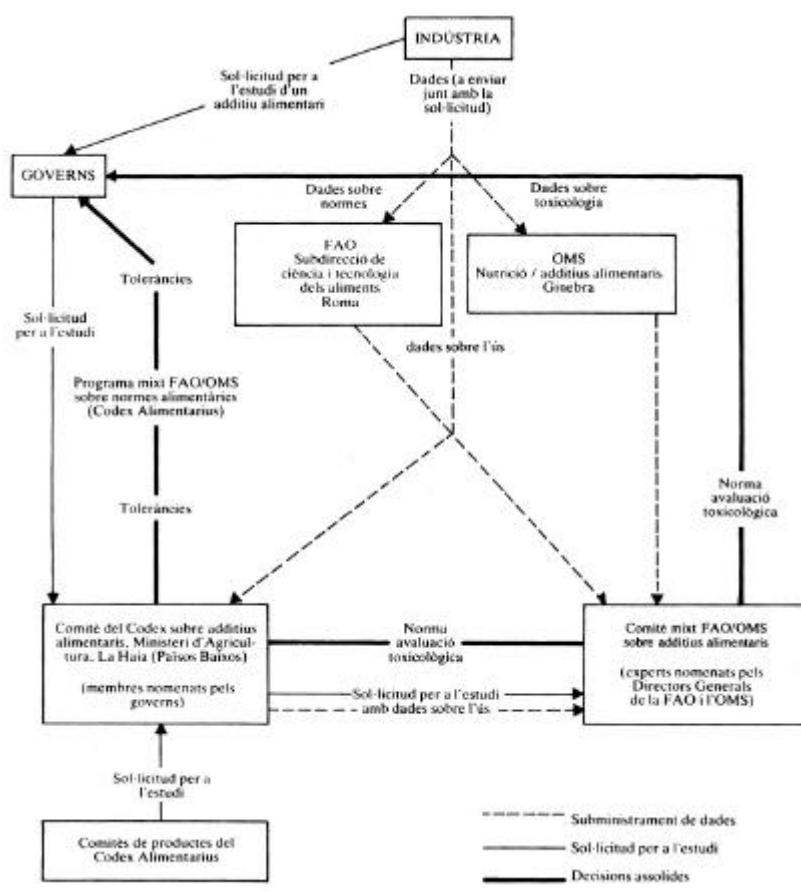 INDÚSTRIA
Sol·licitud per a
l'estudi d'un
additiu alimentari
Dades (a enviar
junt amb la
sol·licitud)
GOVERNS
Dades sobre
normes
Dades sobre
toxicologia
FAO
Subdirecció de
ciència i tecnologia
dels aliments
Roma
OMS
Nutrició / additius alimentaris
Ginebra
Toleràncies
Sol·licitud
per a l'estudi
dades sobre l'ús
Programa mixt FAO/OMS
sobre normes alimentàries
(Codex Alimentarius)
Toleràncies
Norma
avaluació
toxicològica
Comitè del Codex sobre additius
alimentaris, Ministeri d'Agricul-
tura, La Haia (Països Baixos)
(membres nomenats pels
governs)
Norma
avaluació
toxicològica
Sol·licitud per a l'estudi
amb dades sobre l'ús
Comitè mixt FAO/OMS
sobre additius alimentaris
(experts nomenats pels
Directors Generals
de la FAO i l'OMS)
Sol·licitud per a
l'estudi
Comitès de productes del
Codex Alimentarius
Subministrament de dades
Sol·licitud per a l'estudi
Decisions assolides